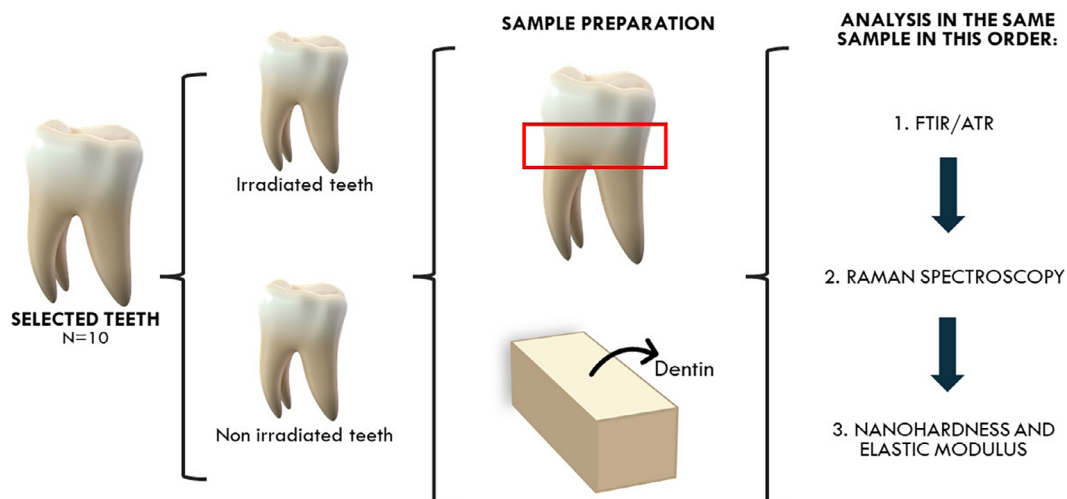 SELECTED TEETH
N=10
Irradiated teeth
Non irradiated teeth
SAMPLE PREPARATION
Dentin
ANALYSIS IN THE SAME
SAMPLE IN THIS ORDER:
1. FTIR/ATR
2. RAMAN SPECTROSCOPY
3. NANOHARDNESS AND
ELASTIC MODULUS